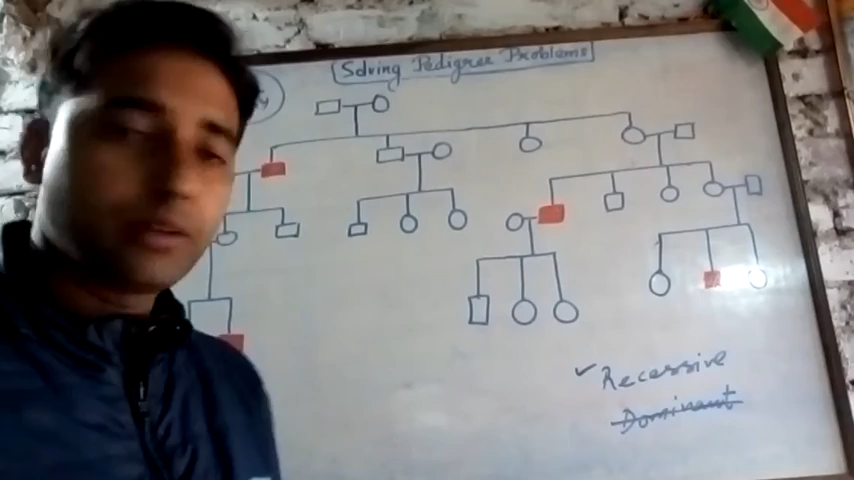 Solving Pedigree Problems
✓ Recessive
Dominant